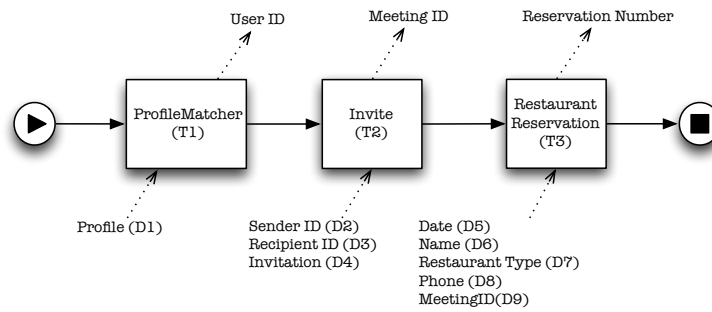 User ID
Meeting ID
Reservation Number
ProfileMatcher
(T1)
Invite
(T2)
Restaurant
Reservation
(T3)
Profile (D1)
Sender ID (D2)
Recipient ID (D3)
Invitation (D4)
Date (D5)
Name (D6)
Restaurant Type (D7)
Phone (D8)
MeetingID(D9)